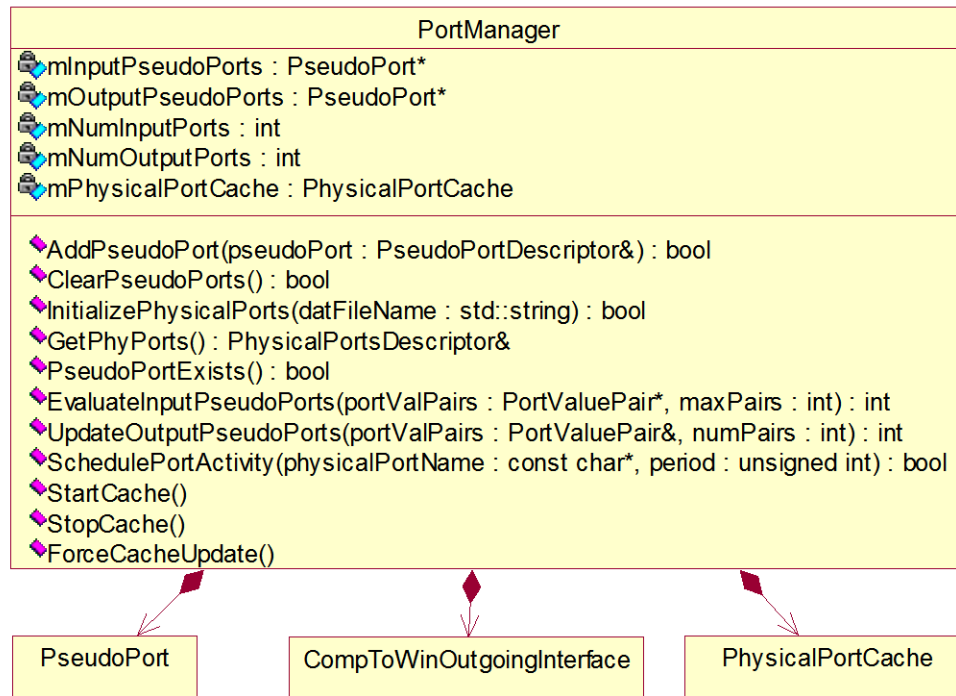 PortManager
mInputPseudoPorts : PseudoPort*
mOutputPseudoPorts : PseudoPort*
mNumInputPorts : int
mNumOutputPorts : int
mPhysicalPortCache : PhysicalPortCache
AddPseudoPort(pseudoPort : PseudoPortDescriptor&) : bool
ClearPseudoPorts() : bool
InitializePhysicalPorts(datFileName : std::string) : bool
GetPhyPorts() : PhysicalPortsDescriptor&
PseudoPortExists() : bool
EvaluateInputPseudoPorts(portValPairs : PortValuePair*, maxPairs : int) : int
UpdateOutputPseudoPorts(portValPairs : PortValuePair&, numPairs : int) : int
SchedulePortActivity(physicalPortName : const char*, period : unsigned int) : bool
StartCache()
StopCache()
ForceCacheUpdate()
PseudoPort
CompToWinOutgoingInterface
PhysicalPortCache